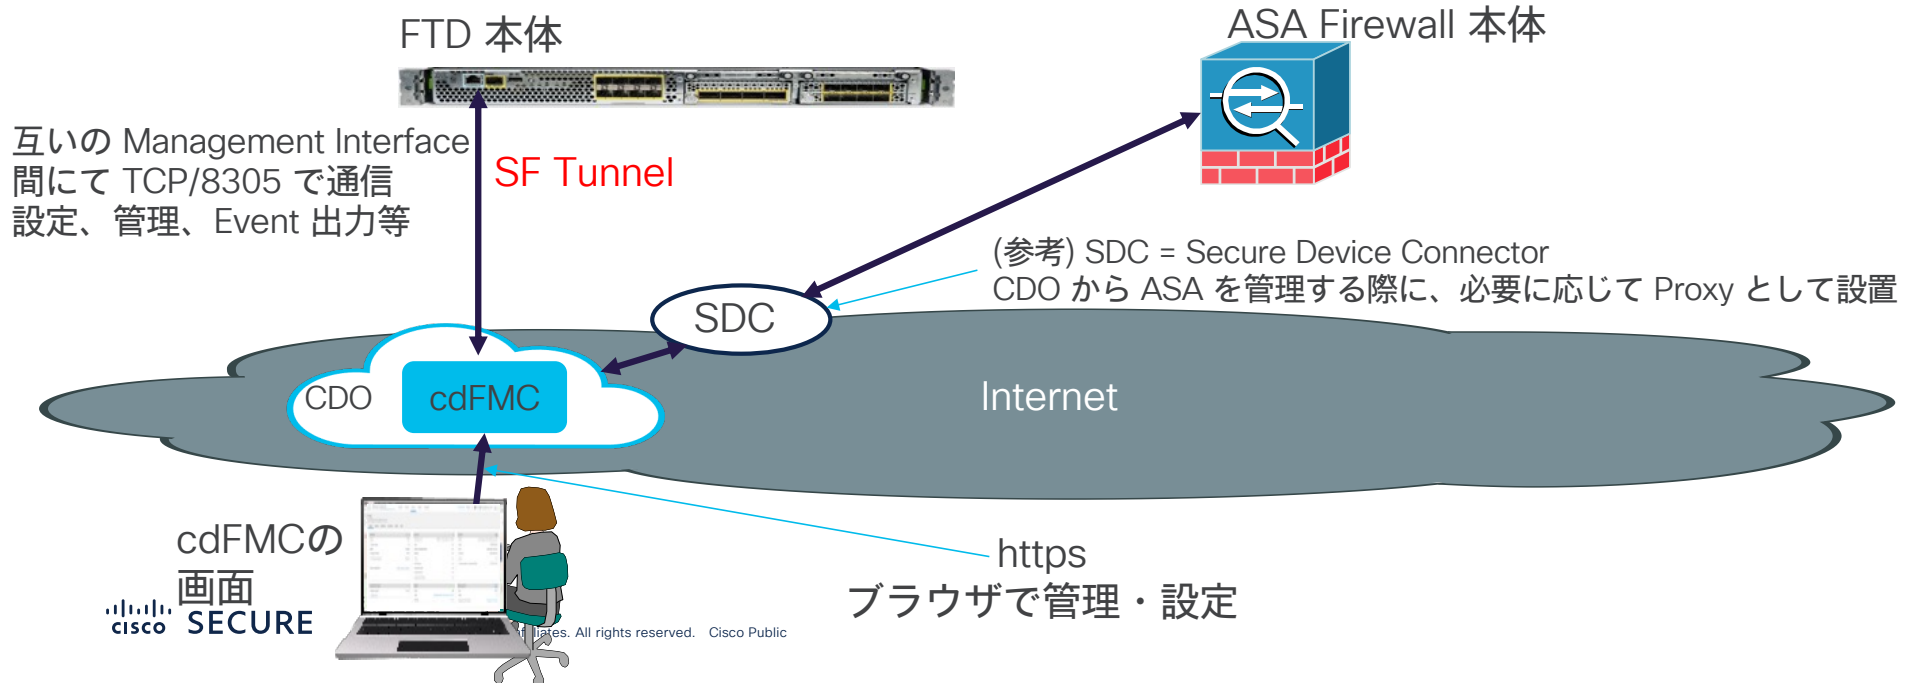 FTD 本体
ASA Firewall 本体
互いの Management Interface
間にて TCP/8305 で通信
設定、管理、Event 出力等
SF Tunnel
(参考) SDC = Secure Device Connector
CDO から ASA を管理する際に、必要に応じて Proxy として設置
SDC
CDO
cdFMC
Internet
cdFMCの
画面
https
ブラウザで管理・設定
cisco SECURE
All rights reserved. Cisco Public